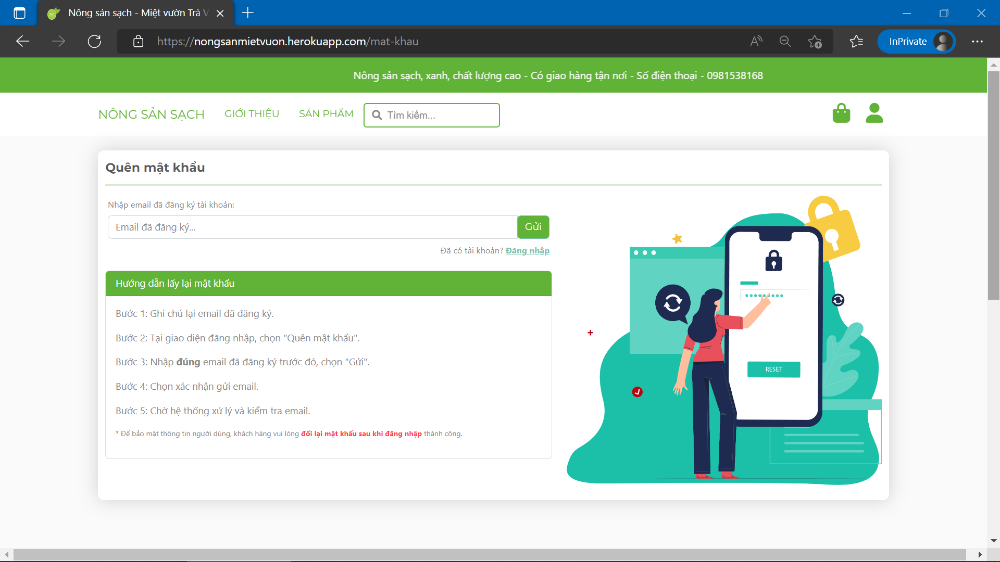 Nông sản sạch - Miệt vườn Trà V
https://nongsanmietvuon.herokuapp.com/mat-khau
InPrivate
Nông sản sạch, xanh, chất lượng cao - Có giao hàng tận nơi - Số điện thoại - 0981538168
NÔNG SẢN SẠCH GIỚI THIỆU SẢN PHẨM Tìm kiếm...
Quên mật khẩu
Nhập email đã đăng ký tài khoản:
Email đã đăng ký... Gửi
Đã có tài khoản? Đăng nhập
Hướng dẫn lấy lại mật khẩu
Bước 1: Ghi chú lại email đã đăng ký.
Bước 2: Tại giao diện đăng nhập, chọn "Quên mật khẩu".
Bước 3: Nhập đúng email đã đăng ký trước đó, chọn "Gửi".
Bước 4: Chọn xác nhận gửi email.
Bước 5: Chờ hệ thống xử lý và kiểm tra email.
* Để bảo mật thông tin người dùng, khách hàng vui lòng đổi lại mật khẩu sau khi đăng nhập thành công.
RESET